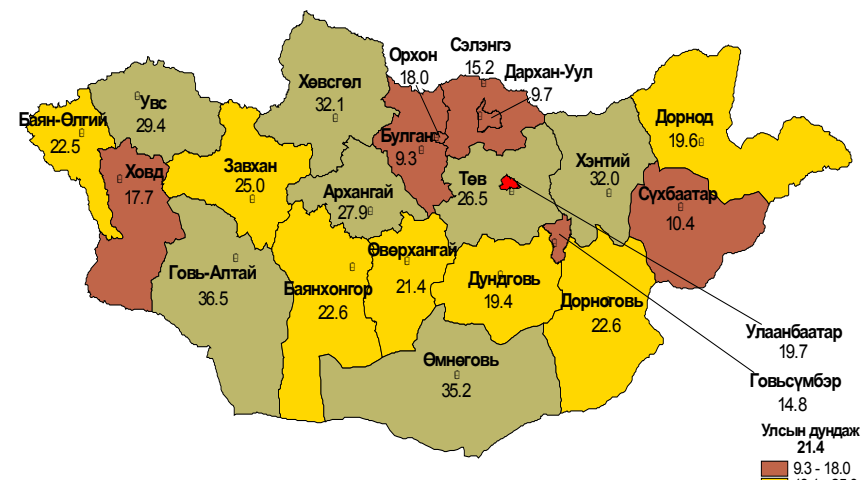 Орхон
18.0
Сэлэнгэ
15.2
Дархан-Уул
9.7
Хөвсгөл
32.1
Увс
29.4
Баян-Өлгий
22.5
Дорнод
19.6
Булган
9.3
Ховд
17.7
Завхан
25.0
Архангай
27.9
Төв
26.5
Хэнтий
32.0
Сүхбаатар
10.4
Говь-Алтай
36.5
Баянхонгор
22.6
Өвөрхангай
21.4
Дундговь
19.4
Дорноговь
22.6
Өмнөговь
35.2
Улаанбаатар
19.7
Говьсүмбэр
14.8
Улсын дундаж
21.4
9.3 - 18.0